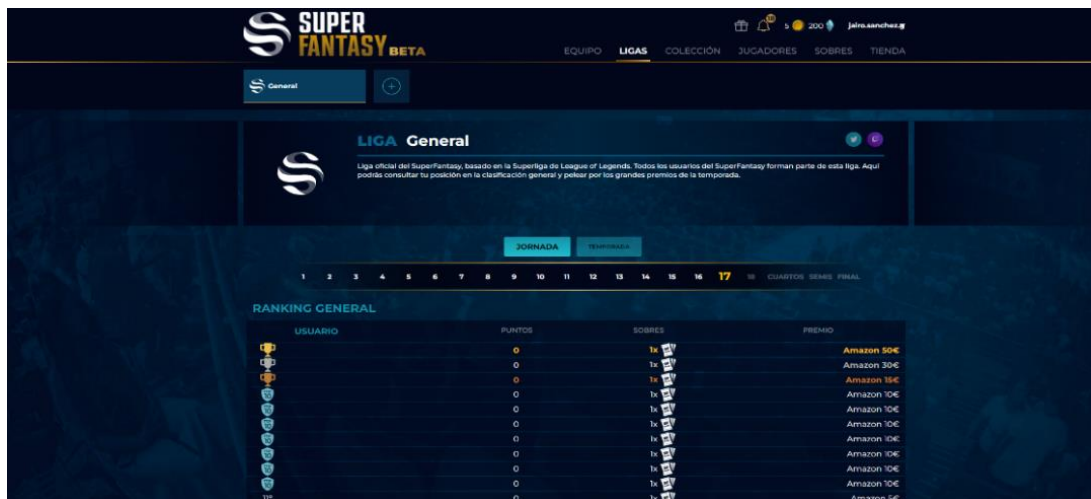 SUPER
FANTASY BETA
5 200 jairo.sanchez.g
EQUIPO LIGAS COLECCIÓN JUGADORES SOBRES TIENDA
General
LIGA General
Liga oficial del SuperFantasy, basado en la Superliga de League of Legends. Todos los usuarios del SuperFantasy forman parte de esta liga. Aquí
podrás consultar tu posición en la clasificación general y pelear por los grandes premios de la temporada.
JORNADA TEMPORADA
1 2 3 4 5 6 7 8 9 10 11 12 13 14 15 16 17 18 CUARTOS SEMIS FINAL
RANKING GENERAL
USUARIO PUNTOS SOBRES PREMIO
0 1x Amazon 50€
0 1x Amazon 30€
0 1x Amazon 15€
0 1x Amazon 10€
0 1x Amazon 10€
0 1x Amazon 10€
0 1x Amazon 10€
0 1x Amazon 10€
0 1x Amazon 10€
0 1x Amazon 10€
11º 0 1x Amazon 5€